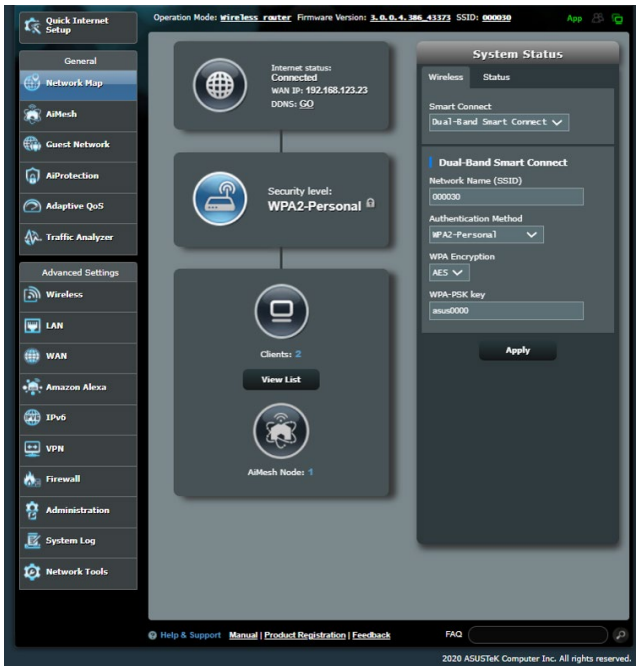 Quick Internet
Setup
Operation Mode: Wireless router Firmware Version: 3.0.0.4.386_43373 SSID: 000030
App
General
Network Map
AiMesh
Guest Network
AiProtection
Adaptive QoS
Traffic Analyzer
Advanced Settings
Wireless
LAN
WAN
Amazon Alexa
IPv6
VPN
Firewall
Administration
System Log
Network Tools
Internet status:
Connected
WAN IP: 192.168.123.23
DDNS: GO
Security level:
WPA2-Personal
Clients: 2
View List
AiMesh Node: 1
System Status
Wireless Status
Smart Connect
Dual-Band Smart Connect
Dual-Band Smart Connect
Network Name (SSID)
000030
Authentication Method
WPA2-Personal
WPA Encryption
AES
WPA-PSK key
asus0000
Apply
Help & Support Manual | Product Registration | Feedback
FAQ
2020 ASUSTeK Computer Inc. All rights reserved.